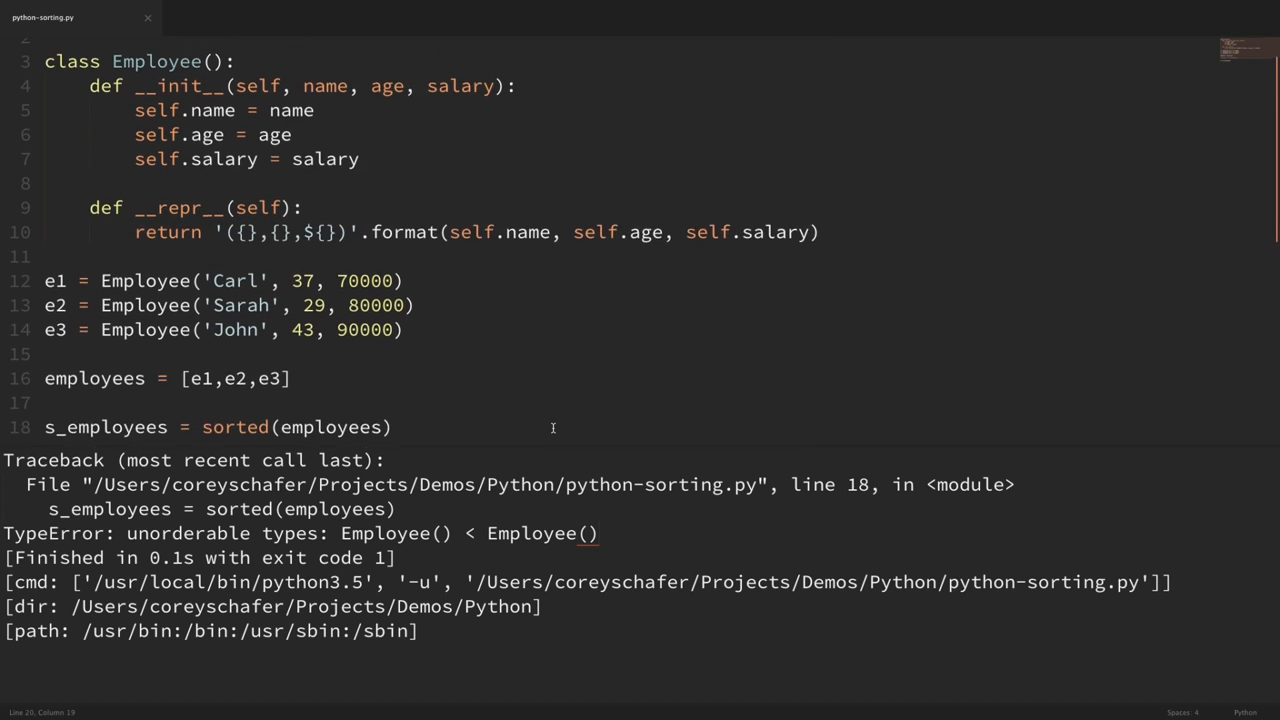 python-sorting.py ×
2
3 class Employee():
4     def __init__(self, name, age, salary):
5         self.name = name
6         self.age = age
7         self.salary = salary
8
9     def __repr__(self):
10         return '({},{},${})'.format(self.name, self.age, self.salary)
11
12 e1 = Employee('Carl', 37, 70000)
13 e2 = Employee('Sarah', 29, 80000)
14 e3 = Employee('John', 43, 90000)
15
16 employees = [e1,e2,e3]
17
18 s_employees = sorted(employees)
Traceback (most recent call last):
  File "/Users/coreyschafer/Projects/Demos/Python/python-sorting.py", line 18, in <module>
    s_employees = sorted(employees)
TypeError: unorderable types: Employee() < Employee()
[Finished in 0.1s with exit code 1]
[cmd: ['/usr/local/bin/python3.5', '-u', '/Users/coreyschafer/Projects/Demos/Python/python-sorting.py']]
[dir: /Users/coreyschafer/Projects/Demos/Python]
[path: /usr/bin:/bin:/usr/sbin:/sbin]
Line 20, Column 19 Spaces: 4 Python